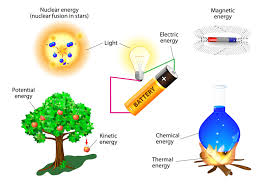 Nuclear energy
(nuclear fusion in stars)
Magnetic
energy
Light
Electric
energy
BATTERY
Potential
energy
Kinetic
energy
Chemical
energy
Thermal
energy